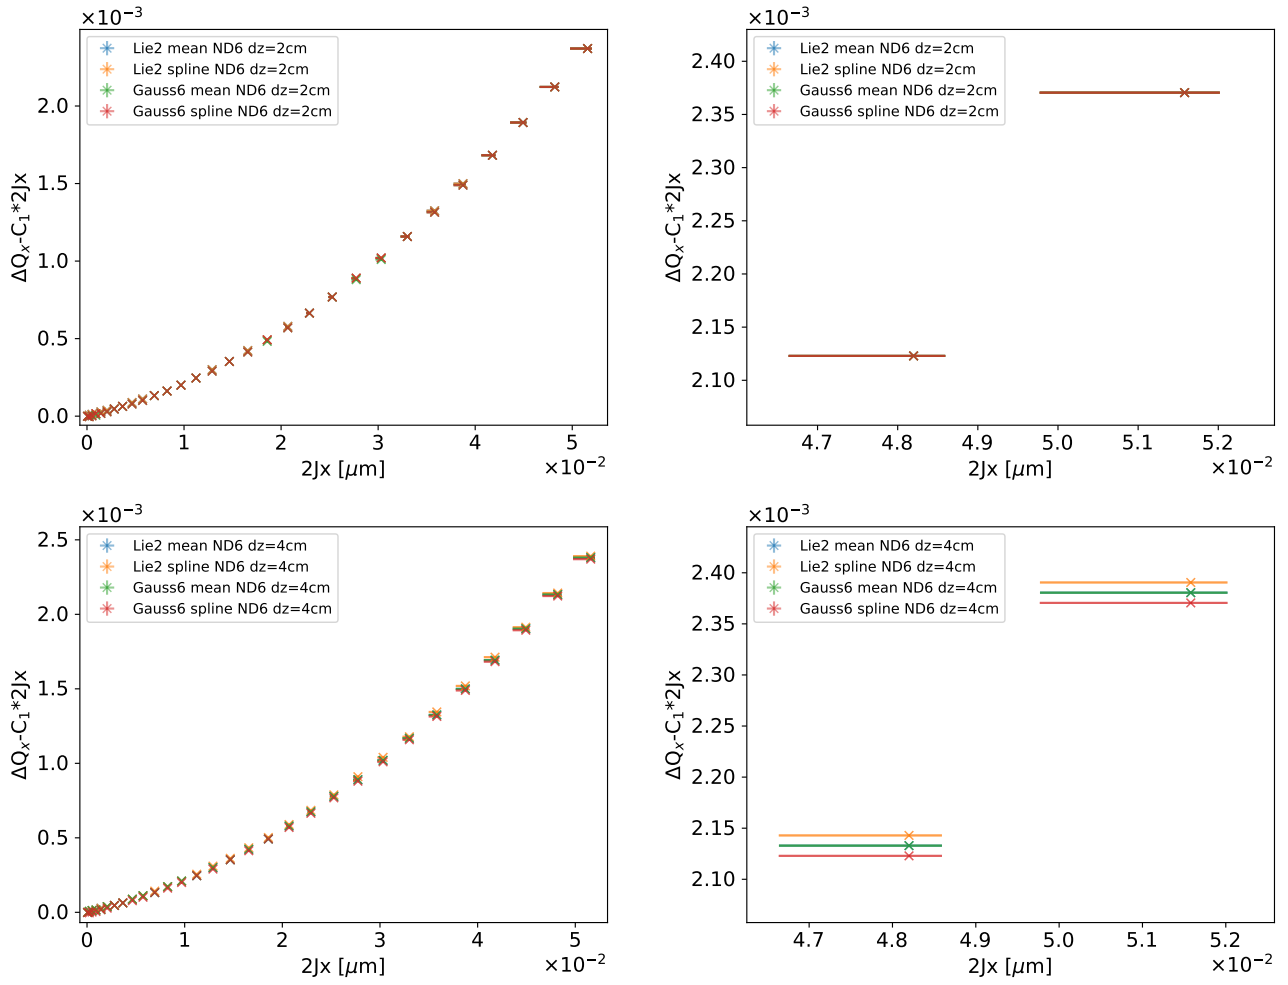 ×10⁻³
Lie2 mean ND6 dz=2cm
Lie2 spline ND6 dz=2cm
Gauss6 mean ND6 dz=2cm
Gauss6 spline ND6 dz=2cm
2.0
1.5
1.0
0.5
0.0
ΔQₓ-C₁*2Jx
0 1 2 3 4 5
2Jx [μm]
×10⁻²
×10⁻³
Lie2 mean ND6 dz=2cm
Lie2 spline ND6 dz=2cm
Gauss6 mean ND6 dz=2cm
Gauss6 spline ND6 dz=2cm
2.40
2.35
2.30
2.25
2.20
2.15
2.10
ΔQₓ-C₁*2Jx
4.7 4.8 4.9 5.0 5.1 5.2
2Jx [μm]
×10⁻²
×10⁻³
Lie2 mean ND6 dz=4cm
Lie2 spline ND6 dz=4cm
Gauss6 mean ND6 dz=4cm
Gauss6 spline ND6 dz=4cm
2.5
2.0
1.5
1.0
0.5
0.0
ΔQₓ-C₁*2Jx
0 1 2 3 4 5
2Jx [μm]
×10⁻²
×10⁻³
Lie2 mean ND6 dz=4cm
Lie2 spline ND6 dz=4cm
Gauss6 mean ND6 dz=4cm
Gauss6 spline ND6 dz=4cm
2.40
2.35
2.30
2.25
2.20
2.15
2.10
ΔQₓ-C₁*2Jx
4.7 4.8 4.9 5.0 5.1 5.2
2Jx [μm]
×10⁻²